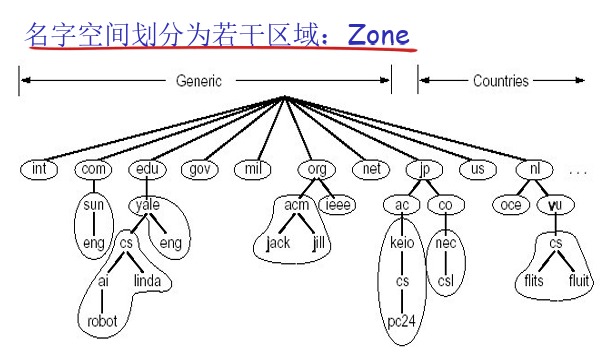 名字空间划分为若干区域：Zone
Generic Countries
int com edu gov mil org net jp us nl ...
sun yale acm ieee ac co oce vu
eng cs eng jack jill keio nec cs
ai linda cs csl flits fluit
robot pc24